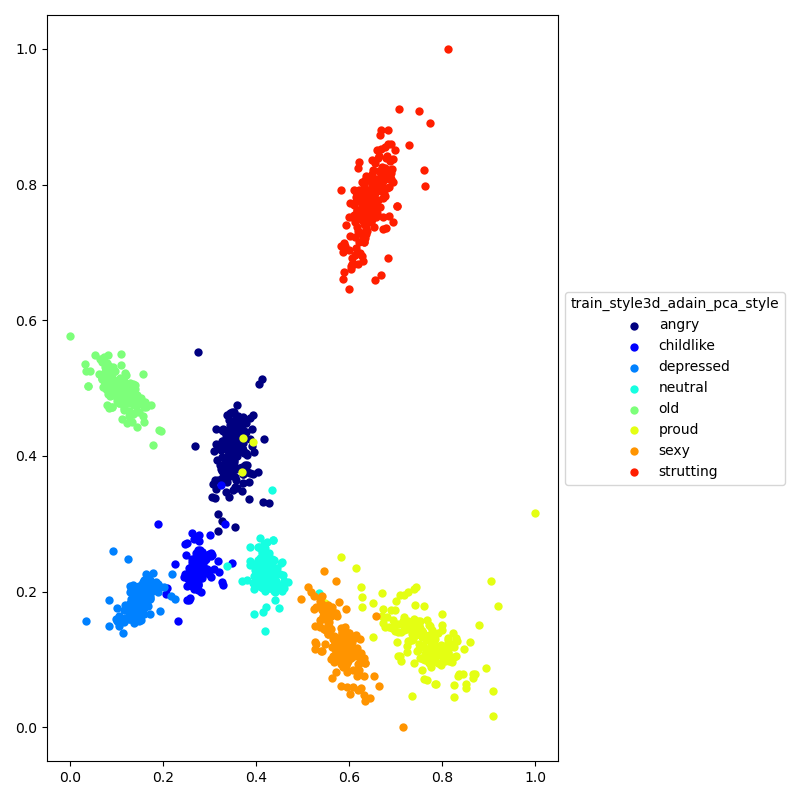 1.0
0.8
0.6
0.4
0.2
0.0
0.0 0.2 0.4 0.6 0.8 1.0
train_style3d_adain_pca_style
angry
childlike
depressed
neutral
old
proud
sexy
strutting